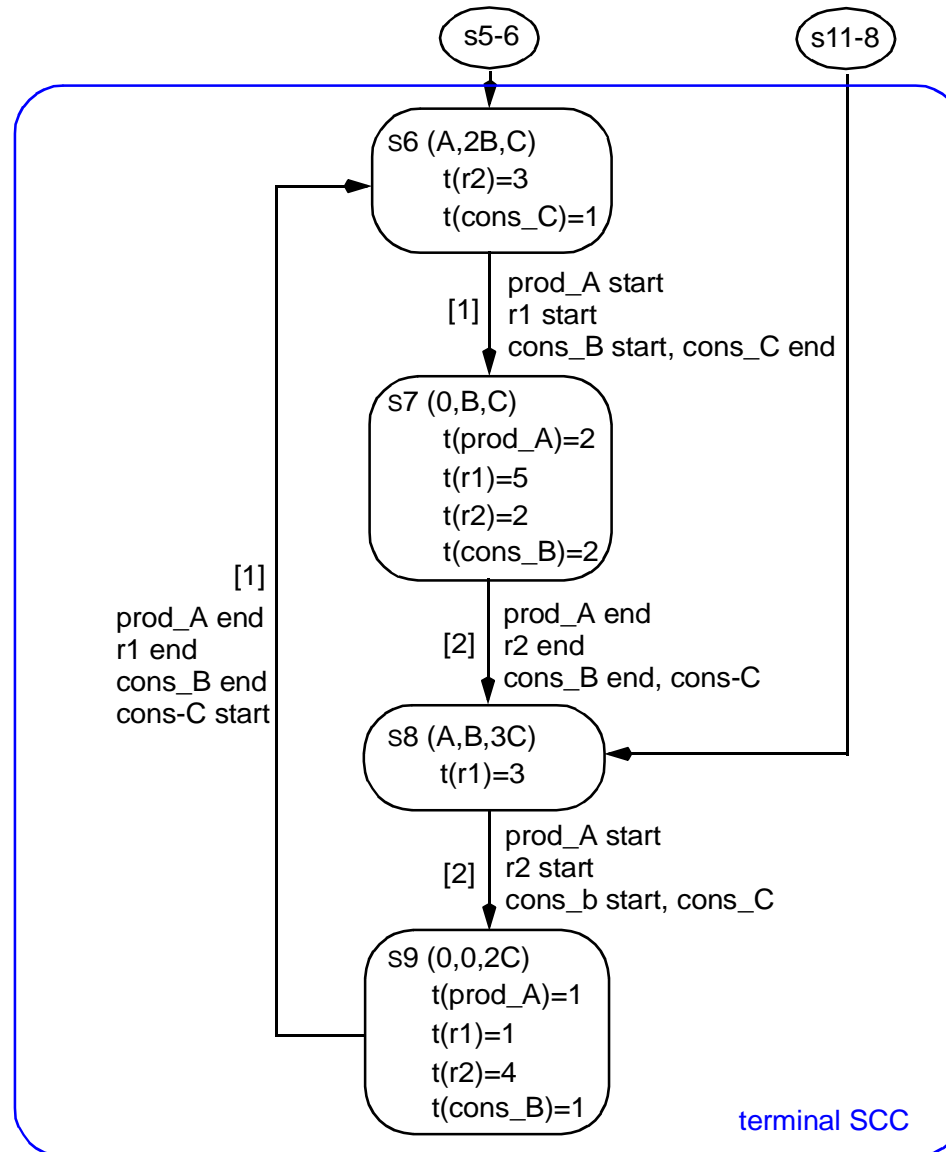 s5-6
s11-8
s6 (A,2B,C)
t(r2)=3
t(cons_C)=1
[1]
prod_A start
r1 start
cons_B start, cons_C end
s7 (0,B,C)
t(prod_A)=2
t(r1)=5
t(r2)=2
t(cons_B)=2
[1]
prod_A end
r1 end
cons_B end
cons-C start
[2]
prod_A end
r2 end
cons_B end, cons-C
s8 (A,B,3C)
t(r1)=3
[2]
prod_A start
r2 start
cons_b start, cons_C
s9 (0,0,2C)
t(prod_A)=1
t(r1)=1
t(r2)=4
t(cons_B)=1
terminal SCC